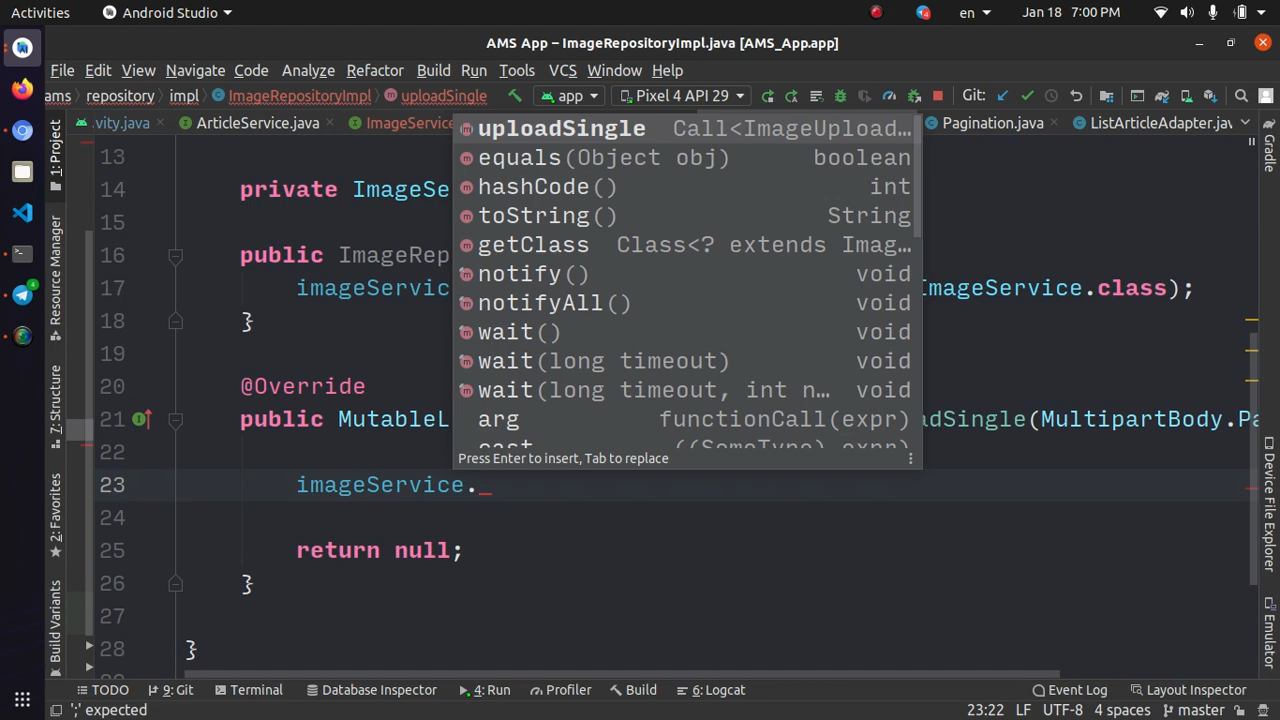 Activities Android Studio en Jan 18 7:00 PM
AMS App – ImageRepositoryImpl.java [AMS_App.app]
File Edit View Navigate Code Analyze Refactor Build Run Tools VCS Window Help
ams repository impl ImageRepositoryImpl uploadSingle app Pixel 4 API 29 Git:
.vity.java ArticleService.java ImageService Pagination.java ListArticleAdapter.jav
13
14 private ImageSe
15
16 public ImageRep
17 imageServic ImageService.class);
18 }
19
20 @Override
21 public MutableL adSingle(MultipartBody.Pa
22
23 imageService.
24
25 return null;
26 }
27
28 }
uploadSingle Call<ImageUpload…
equals(Object obj) boolean
hashCode() int
toString() String
getClass Class<? extends Imag…
notify() void
notifyAll() void
wait() void
wait(long timeout) void
wait(long timeout, int n… void
arg functionCall(expr)
cast ((SomeType) expr)
Press Enter to insert, Tab to replace
1: Project
Resource Manager
7: Structure
2: Favorites
Build Variants
Gradle
Device File Explorer
Emulator
TODO 9: Git Terminal Database Inspector 4: Run Profiler Build 6: Logcat Event Log Layout Inspector
';' expected 23:22 LF UTF-8 4 spaces master
4